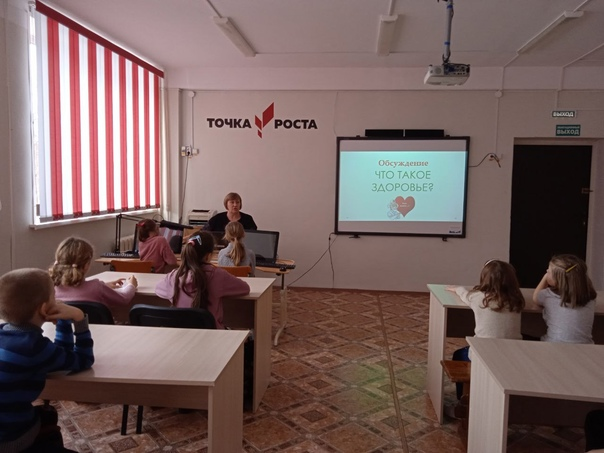 ТОЧКА РОСТА
Обсуждение
ЧТО ТАКОЕ
ЗДОРОВЬЕ?
ВЫХОД
ВЫХОД